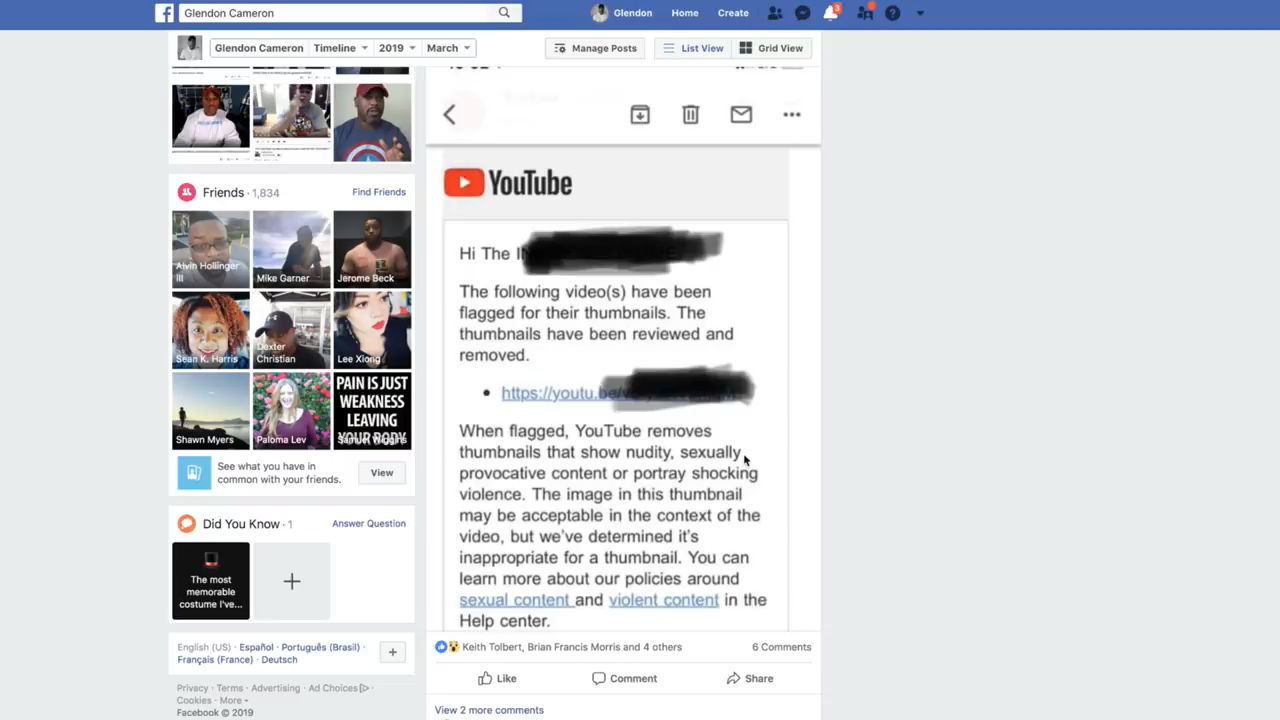 Glendon Cameron
Glendon
Home
Create
3
Glendon Cameron
Timeline
2019
March
Manage Posts
List View
Grid View
Friends · 1,834
Find Friends
Alvin Hollinger
III
Mike Garner
Jerome Beck
Sean K. Harris
Dexter
Christian
Lee Xiong
Shawn Myers
Paloma Lev
PAIN IS JUST
WEAKNESS
LEAVING
YOUR BODY
See what you have in
common with your friends.
View
Did You Know · 1
Answer Question
The most
memorable
costume I've...
English (US) · Español · Português (Brasil) ·
Français (France) · Deutsch
Privacy · Terms · Advertising · Ad Choices ·
Cookies · More
Facebook © 2019
YouTube
Hi The
The following video(s) have been
flagged for their thumbnails. The
thumbnails have been reviewed and
removed.
https://youtu.be/
When flagged, YouTube removes
thumbnails that show nudity, sexually
provocative content or portray shocking
violence. The image in this thumbnail
may be acceptable in the context of the
video, but we've determined it's
inappropriate for a thumbnail. You can
learn more about our policies around
sexual content and violent content in the
Help center.
Keith Tolbert, Brian Francis Morris and 4 others
6 Comments
Like
Comment
Share
View 2 more comments